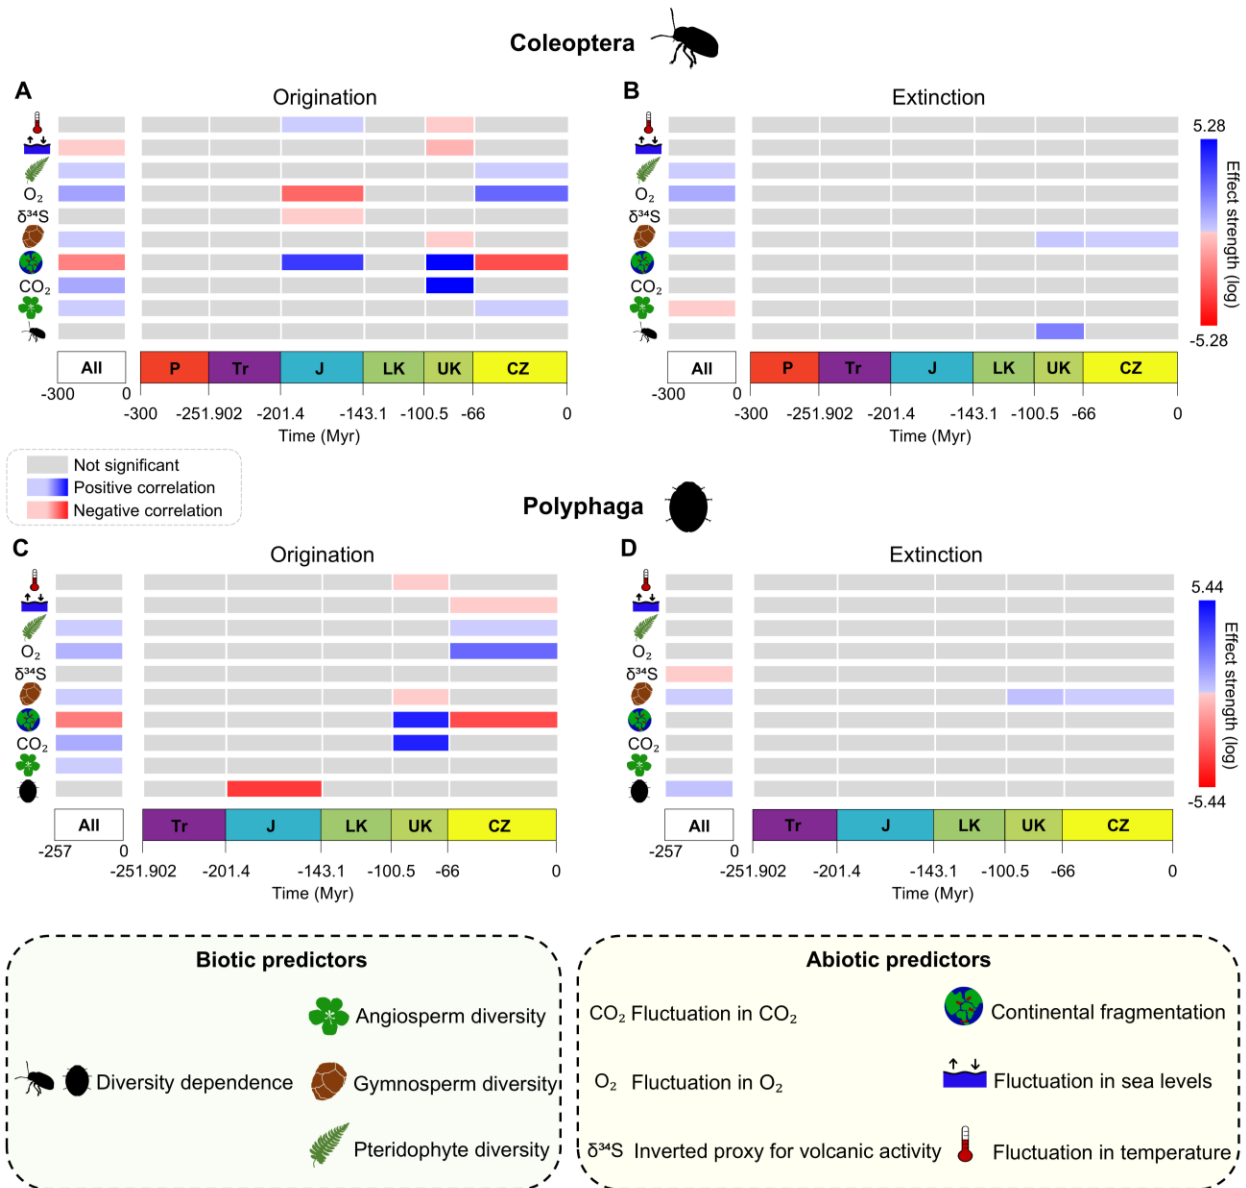 Coleoptera
A
Origination
B
Extinction
O₂
δ³⁴S
CO₂
O₂
δ³⁴S
CO₂
5.28
Effect strength (log)
-5.28
All
P Tr J LK UK CZ
All
P Tr J LK UK CZ
-300 0
-300 -251.902 -201.4 -143.1 -100.5 -66 0
-300 0
-300 -251.902 -201.4 -143.1 -100.5 -66 0
Time (Myr)
Time (Myr)
Not significant
Positive correlation
Negative correlation
Polyphaga
C
Origination
D
Extinction
O₂
δ³⁴S
CO₂
O₂
δ³⁴S
CO₂
5.44
Effect strength (log)
-5.44
All
Tr J LK UK CZ
All
Tr J LK UK CZ
-257 0
-251.902 -201.4 -143.1 -100.5 -66 0
-257 0
-251.902 -201.4 -143.1 -100.5 -66 0
Time (Myr)
Time (Myr)
Biotic predictors
Angiosperm diversity
Diversity dependence
Gymnosperm diversity
Pteridophyte diversity
Abiotic predictors
CO₂ Fluctuation in CO₂
Continental fragmentation
O₂ Fluctuation in O₂
Fluctuation in sea levels
δ³⁴S Inverted proxy for volcanic activity
Fluctuation in temperature